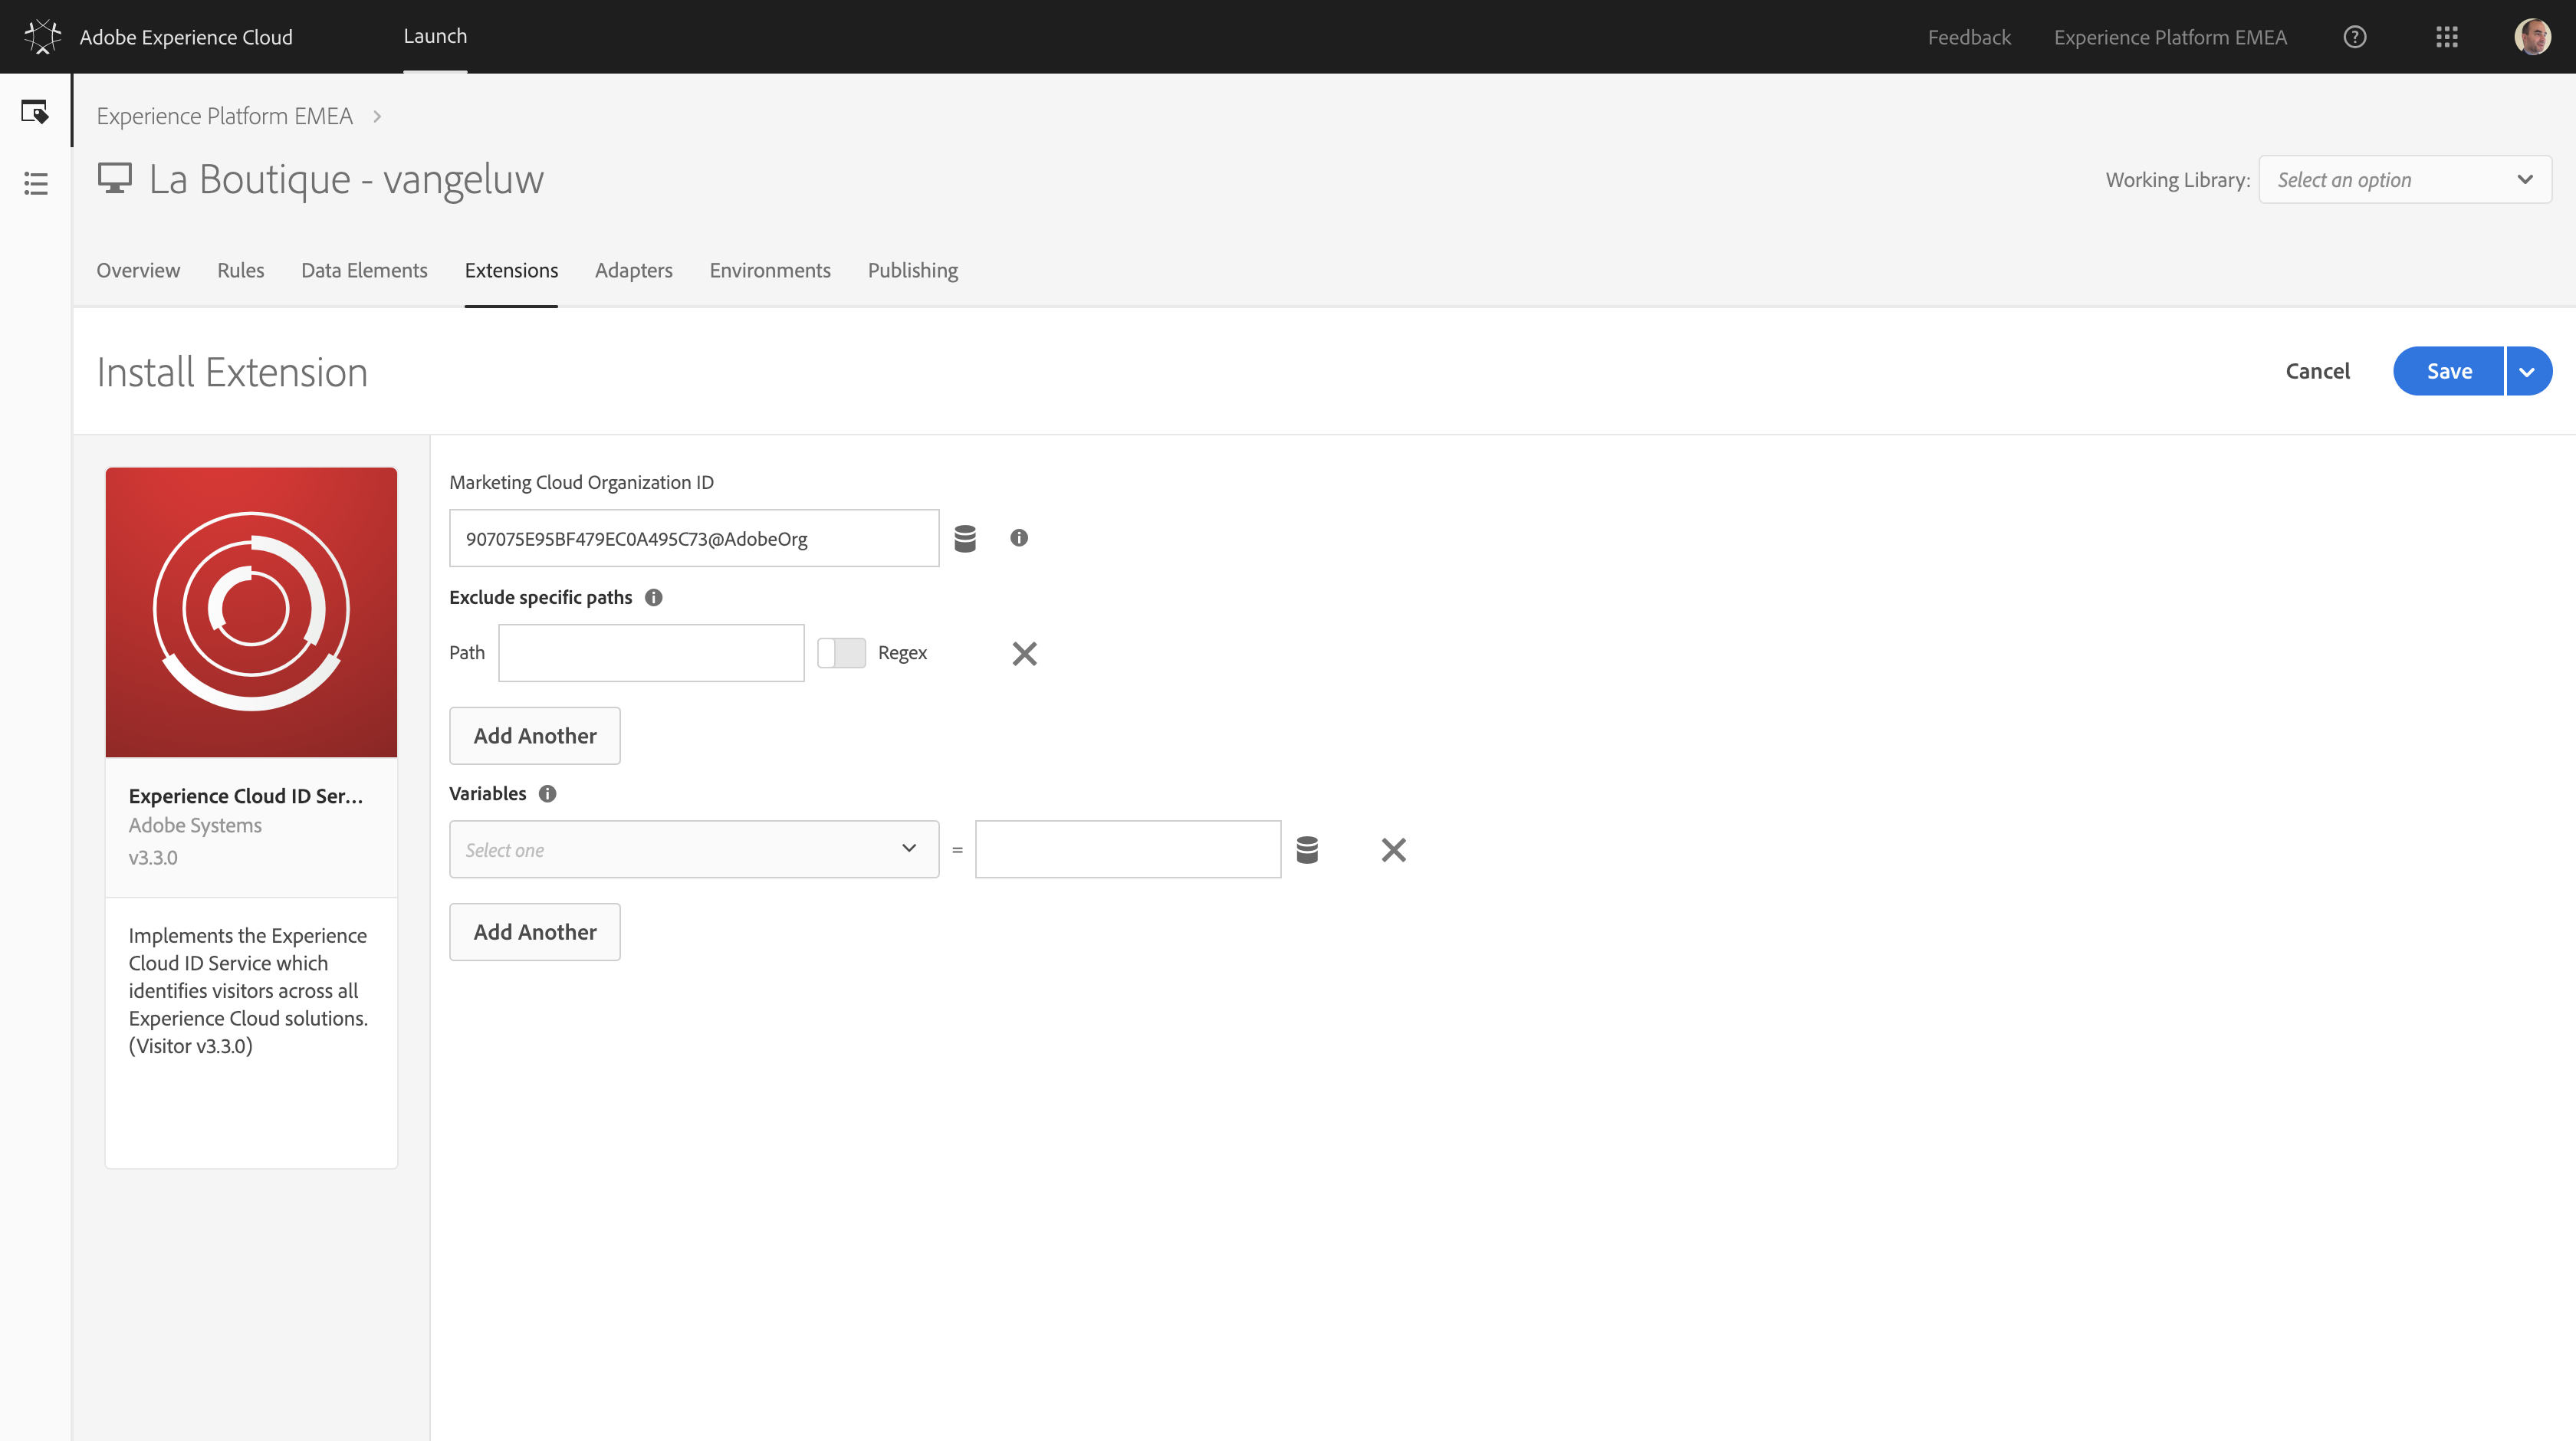 Adobe Experience Cloud
Launch
Feedback
Experience Platform EMEA
Experience Platform EMEA
La Boutique - vangeluw
Working Library:
Select an option
Overview
Rules
Data Elements
Extensions
Adapters
Environments
Publishing
Install Extension
Cancel
Save
Experience Cloud ID Ser...
Adobe Systems
v3.3.0
Implements the Experience
Cloud ID Service which
identifies visitors across all
Experience Cloud solutions.
(Visitor v3.3.0)
Marketing Cloud Organization ID
907075E95BF479EC0A495C73@AdobeOrg
Exclude specific paths
Path
Regex
Add Another
Variables
Select one
=
Add Another